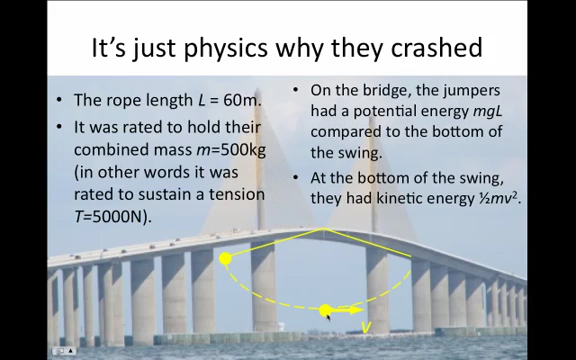 It's just physics why they crashed
• The rope length L = 60m.
• It was rated to hold their
combined mass m=500kg
(in other words it was
rated to sustain a tension
T=5000N).
• On the bridge, the jumpers
had a potential energy mgL
compared to the bottom of
the swing.
• At the bottom of the swing,
they had kinetic energy ½mv².
v